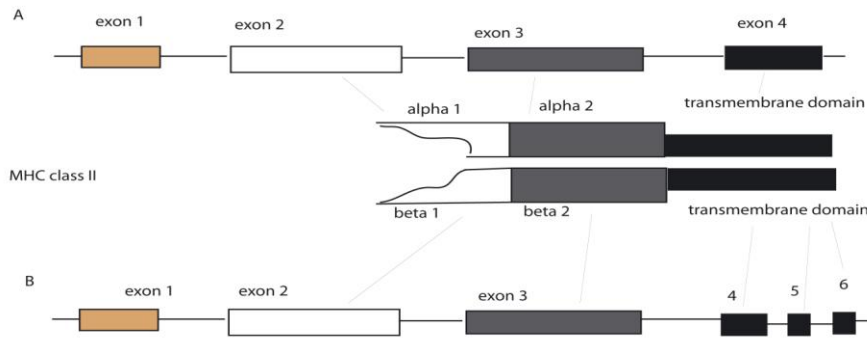 A
exon 1 exon 2 exon 3 exon 4
alpha 1 alpha 2 transmembrane domain
MHC class II
beta 1 beta 2 transmembrane domain
B
exon 1 exon 2 exon 3 4 5 6